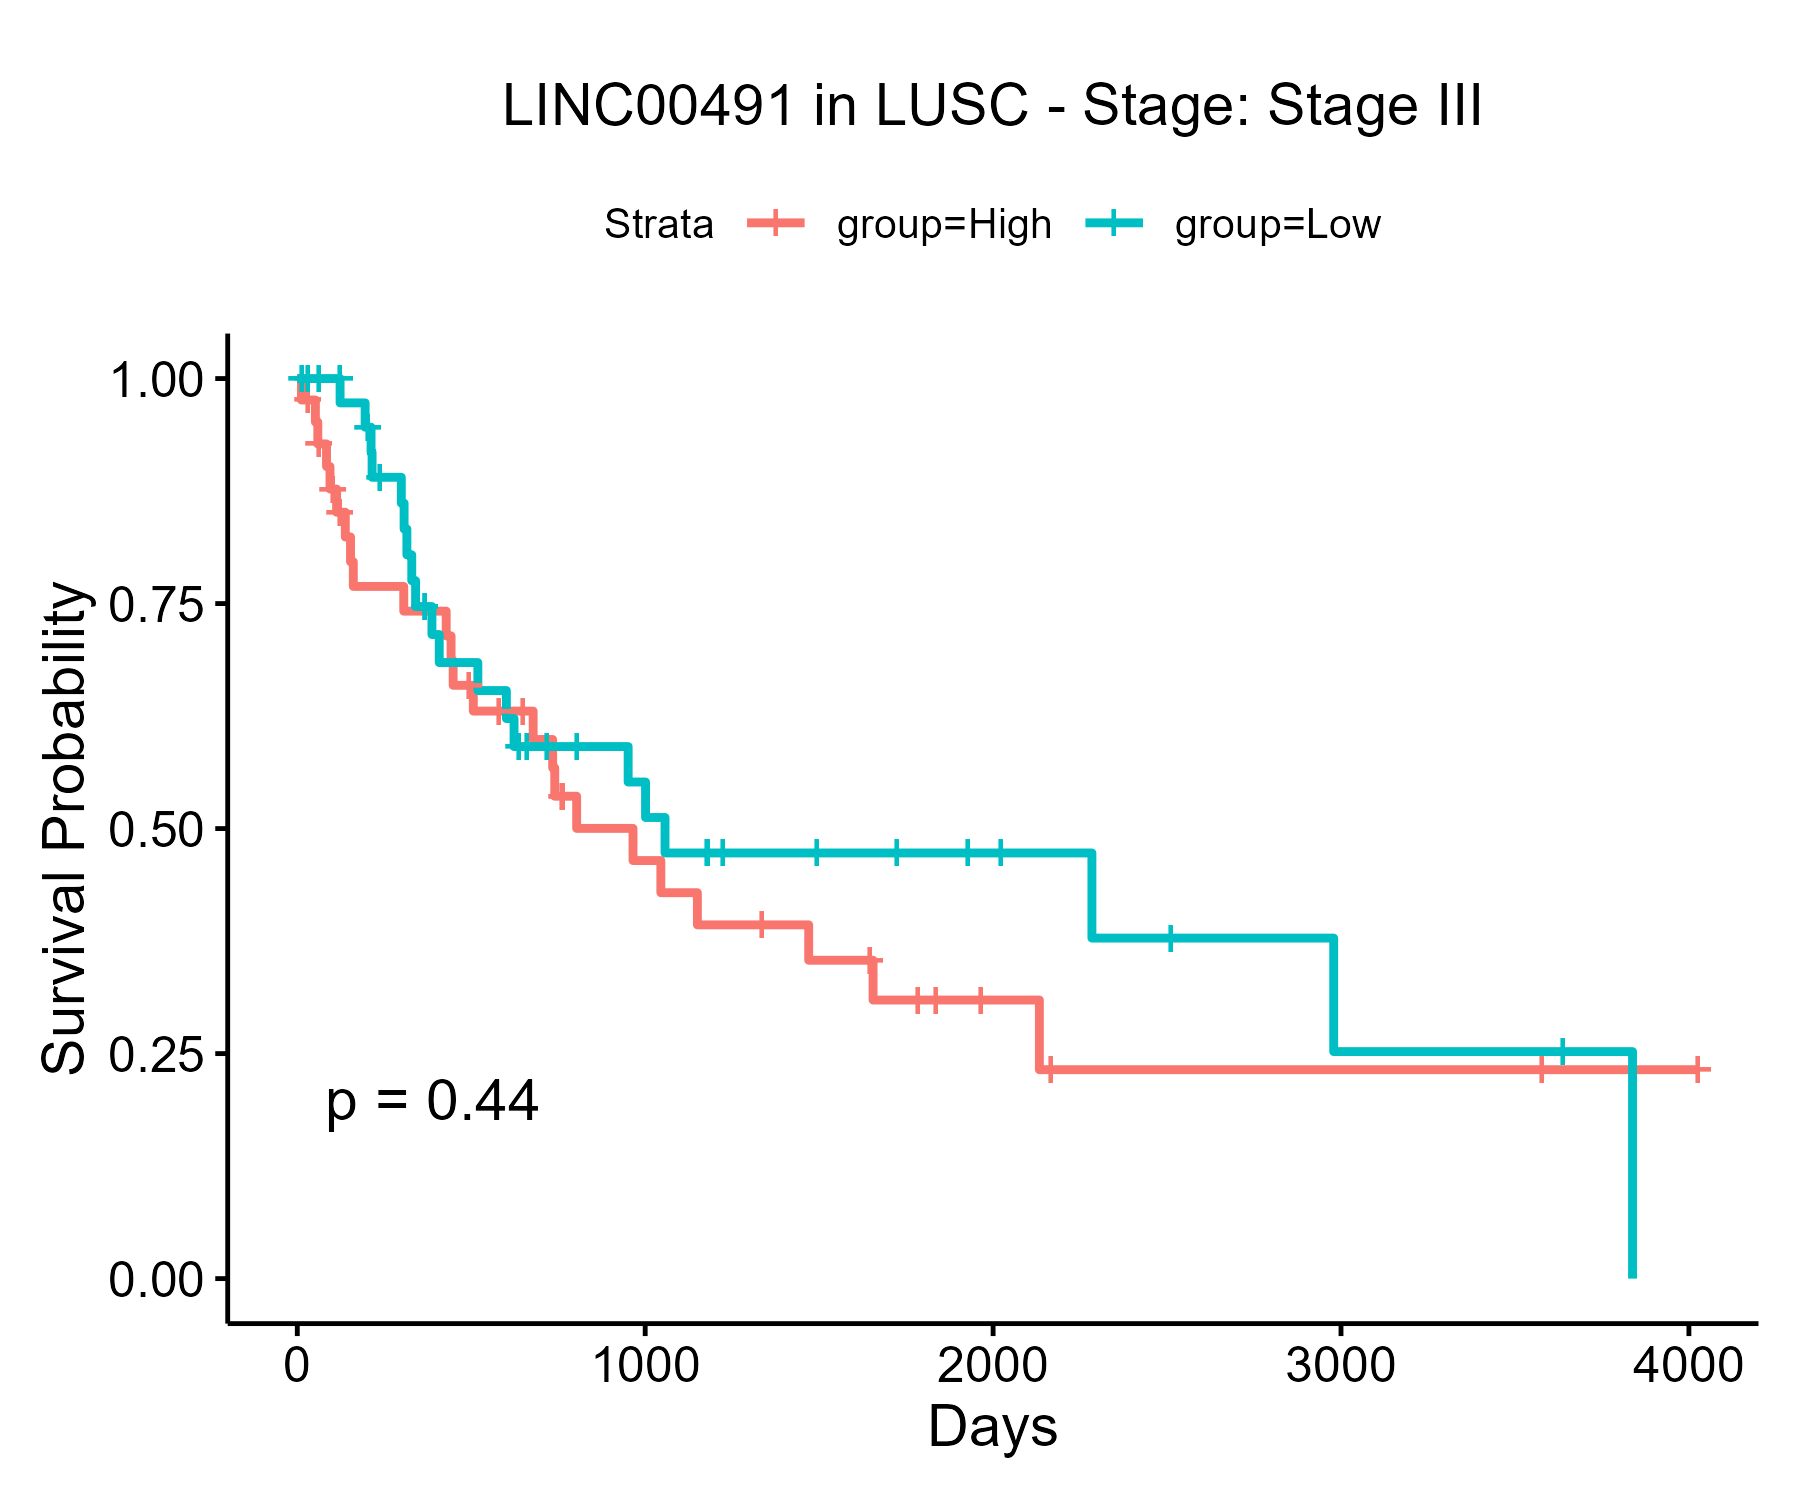 LINC00491 in LUSC - Stage: Stage III
Strata group=High group=Low
Survival Probability
1.00
0.75
0.50
0.25
0.00
p = 0.44
0 1000 2000 3000 4000
Days